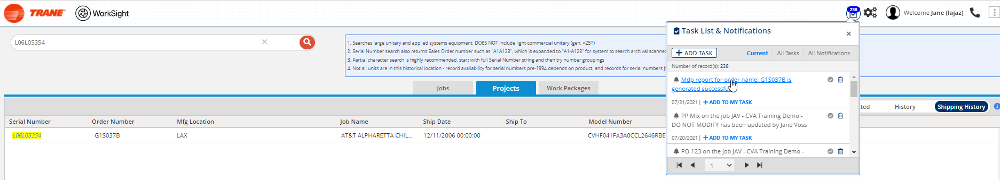 TRANE
WorkSight
238
Welcome Jane (lajaz)
L06L05354
1. Searches large unitary and applied systems equipment, DOES NOT include light commercial unitary (gen. <25T)
2. Serial Number search also returns Sales Order number such as "A1A123", which is expanded to "A1-A123" for system to search archival scanned
3. Partial character search is highly recommended, start with full Serial Number string and then try number groupings
4. Not all units are in this historical location - record availability for serial numbers pre-1994 depends on product, and records for serial numbers
Task List & Notifications
ADD TASK
Current
All Tasks
All Notifications
Number of record(s): 238
Mdp report for order name: G1S037B is
generated
07/21/2021 | + ADD TO MY TASK
PP Mix on the job JAV - CVA Training Demo -
DO NOT MODIFY has been updated by Jane Voss
07/20/2021 | + ADD TO MY TASK
PO 123 on the job JAV - CVA Training Demo -
1
Jobs
Projects
Work Packages
History
Shipping History
Serial Number Order Number Mfg Location Job Name Ship Date Ship To Model Number
L06L05354 G1S037B LAX AT&T ALPHARETTA CHIL... 12/11/2006 00:00:00 CVHF041FA3A0CCL2646RBE